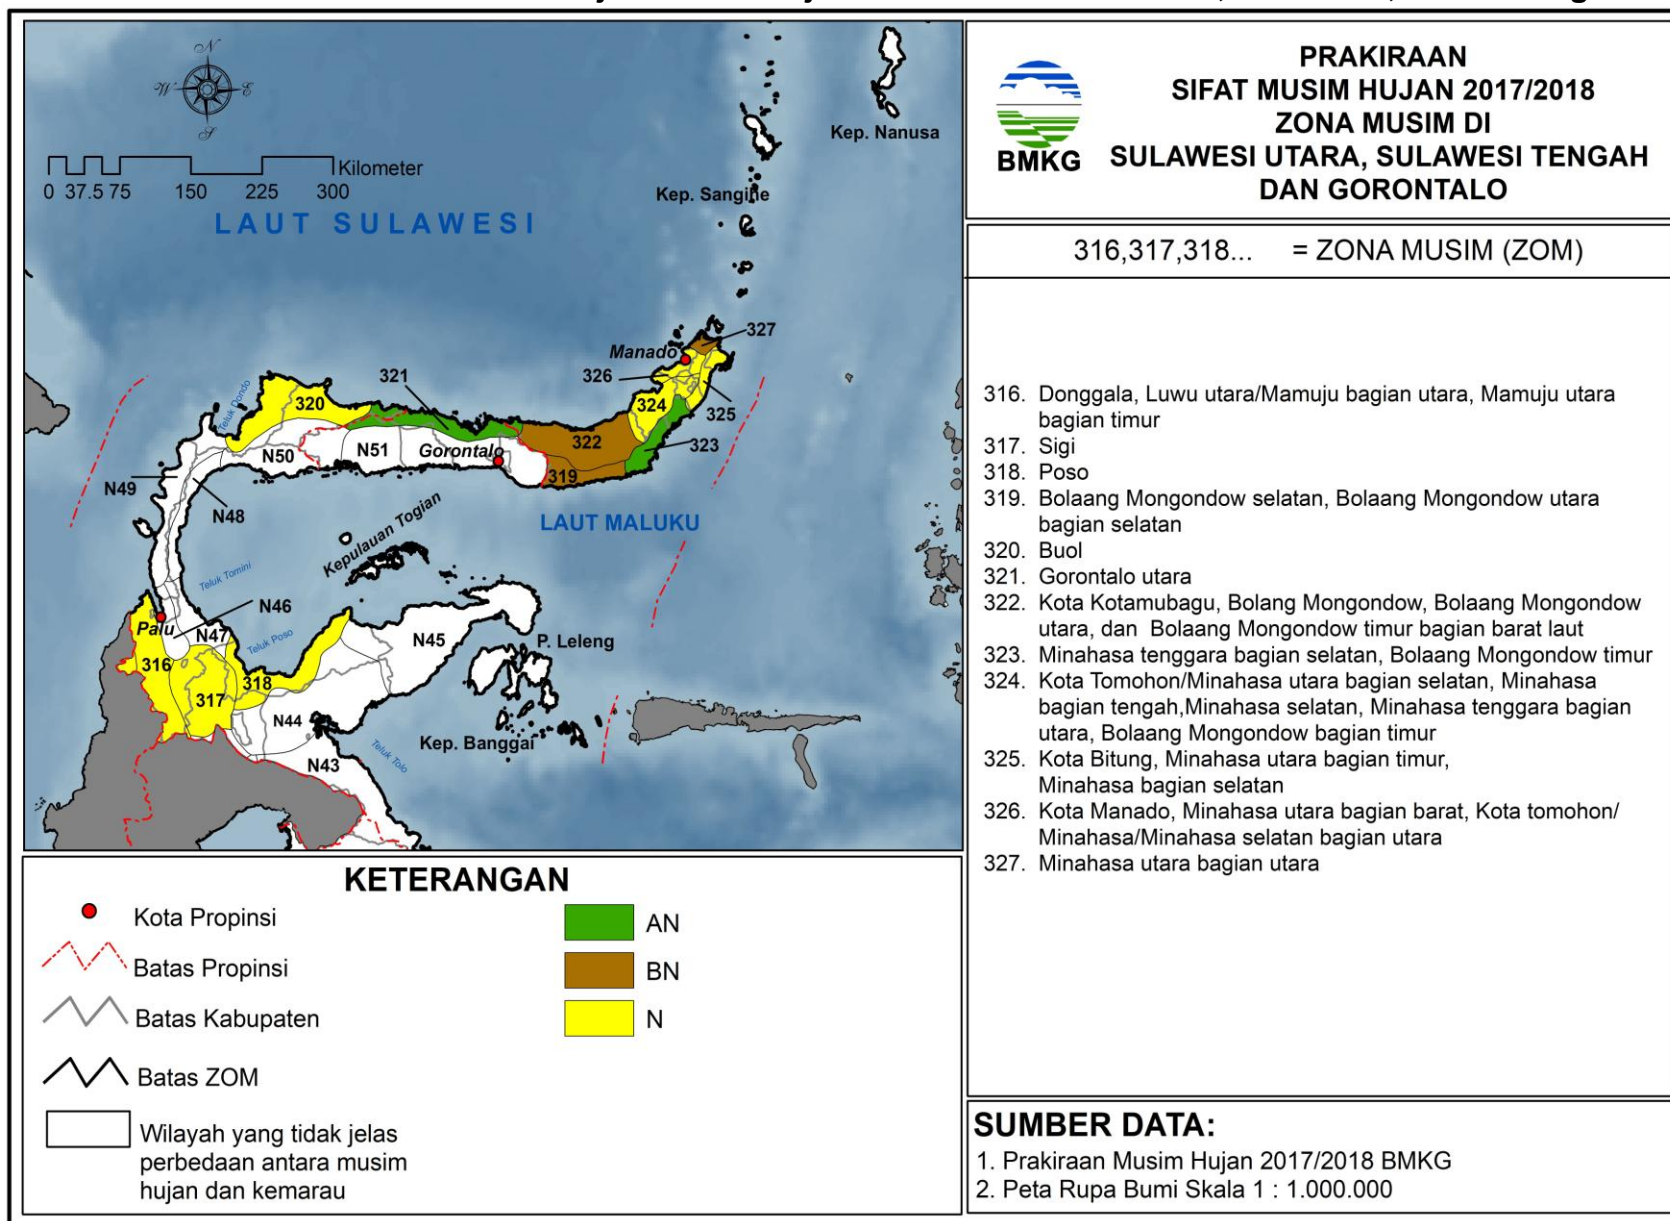 N
W
E
S
Kilometer
0 37.5 75 150 225 300
LAUT SULAWESI
Kep. Nanusa
Kep. Sangihe
327
Manado
326
321
320
324
325
Teluk Dondo
322
323
N50
N51
Gorontalo
319
N49
N48
LAUT MALUKU
Kepulauan Togian
Teluk Tomini
N46
Palu
N47
Teluk Poso
N45
P. Leleng
316
318
317
N44
Kep. Banggai
Teluk Tolo
N43
BMKG
PRAKIRAAN
SIFAT MUSIM HUJAN 2017/2018
ZONA MUSIM DI
SULAWESI UTARA, SULAWESI TENGAH
DAN GORONTALO
316,317,318... = ZONA MUSIM (ZOM)
316. Donggala, Luwu utara/Mamuju bagian utara, Mamuju utara
bagian timur
317. Sigi
318. Poso
319. Bolaang Mongondow selatan, Bolaang Mongondow utara
bagian selatan
320. Buol
321. Gorontalo utara
322. Kota Kotamubagu, Bolang Mongondow, Bolaang Mongondow
utara, dan Bolaang Mongondow timur bagian barat laut
323. Minahasa tenggara bagian selatan, Bolaang Mongondow timur
324. Kota Tomohon/Minahasa utara bagian selatan, Minahasa
bagian tengah,Minahasa selatan, Minahasa tenggara bagian
utara, Bolaang Mongondow bagian timur
325. Kota Bitung, Minahasa utara bagian timur,
Minahasa bagian selatan
326. Kota Manado, Minahasa utara bagian barat, Kota tomohon/
Minahasa/Minahasa selatan bagian utara
327. Minahasa utara bagian utara
KETERANGAN
Kota Propinsi
Batas Propinsi
Batas Kabupaten
Batas ZOM
Wilayah yang tidak jelas
perbedaan antara musim
hujan dan kemarau
AN
BN
N
SUMBER DATA:
1. Prakiraan Musim Hujan 2017/2018 BMKG
2. Peta Rupa Bumi Skala 1 : 1.000.000